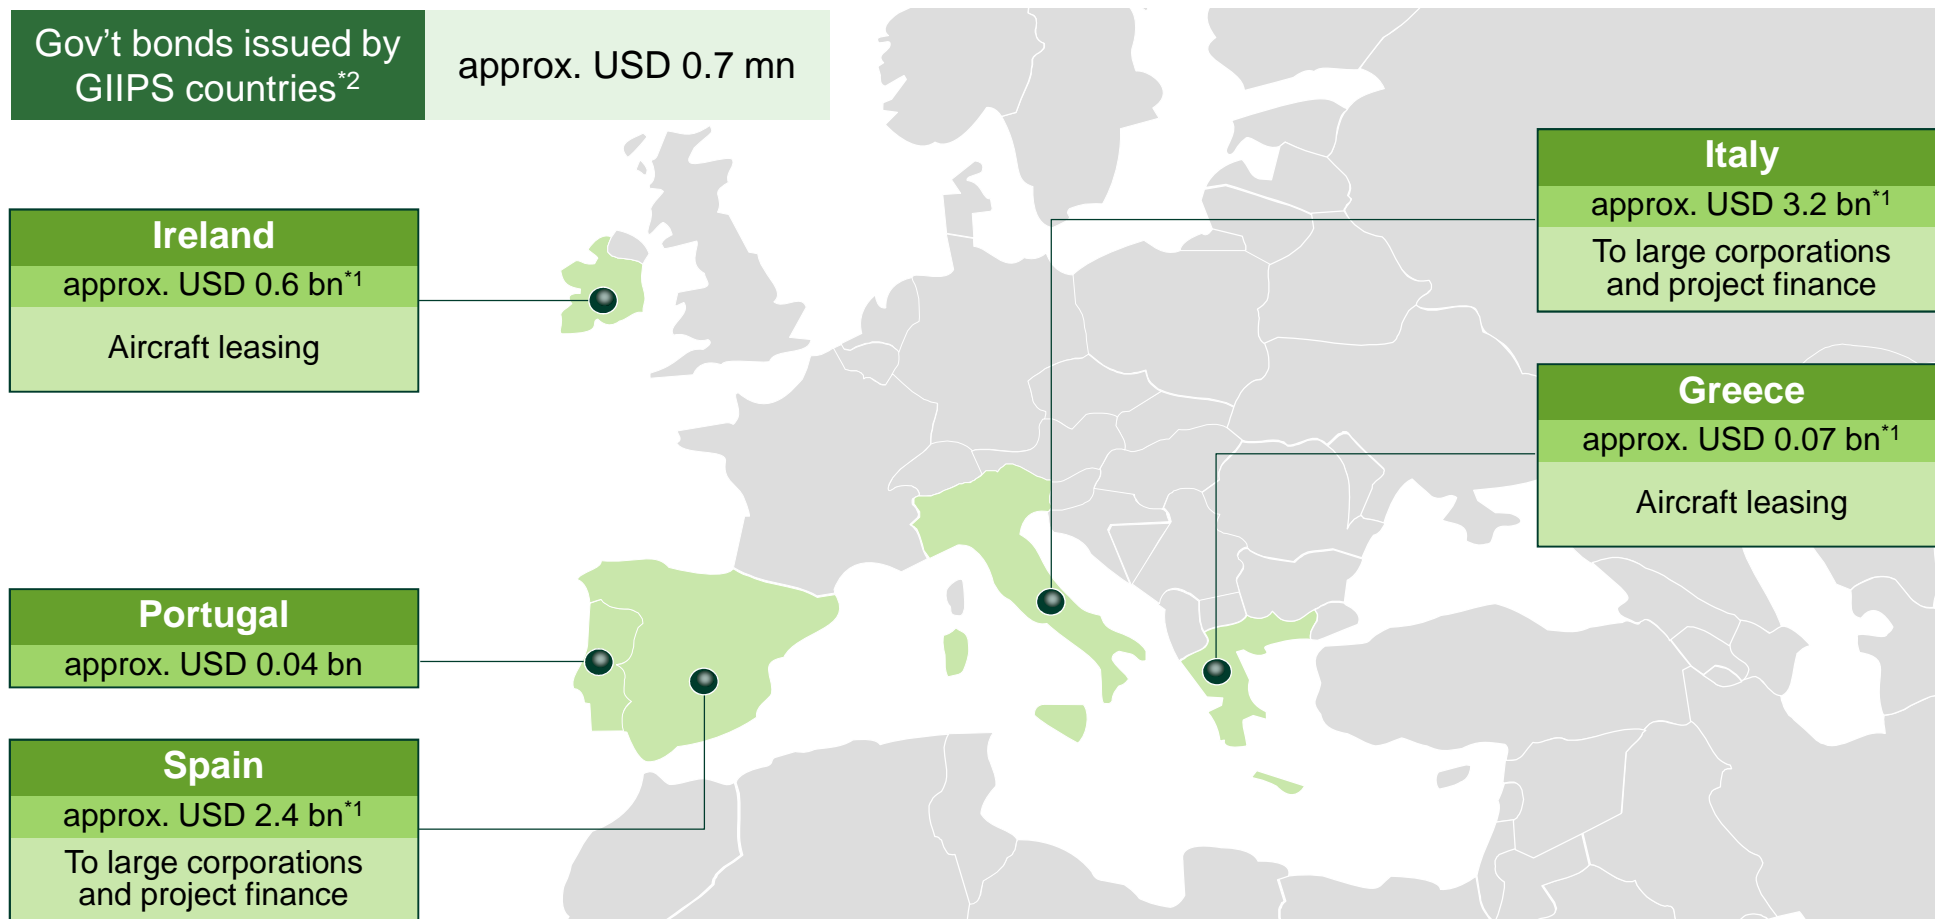 Gov’t bonds issued by
GIIPS countries*2
approx. USD 0.7 mn
Ireland
approx. USD 0.6 bn*1
Aircraft leasing
Portugal
approx. USD 0.04 bn
Spain
approx. USD 2.4 bn*1
To large corporations
and project finance
Italy
approx. USD 3.2 bn*1
To large corporations
and project finance
Greece
approx. USD 0.07 bn*1
Aircraft leasing